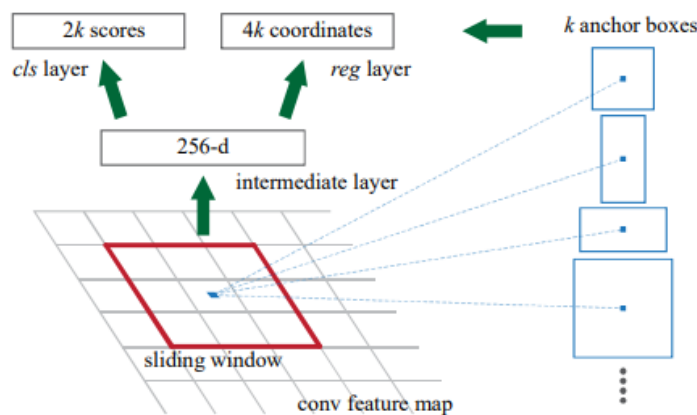 2k scores
4k coordinates
k anchor boxes
cls layer
reg layer
256-d
intermediate layer
sliding window
conv feature map